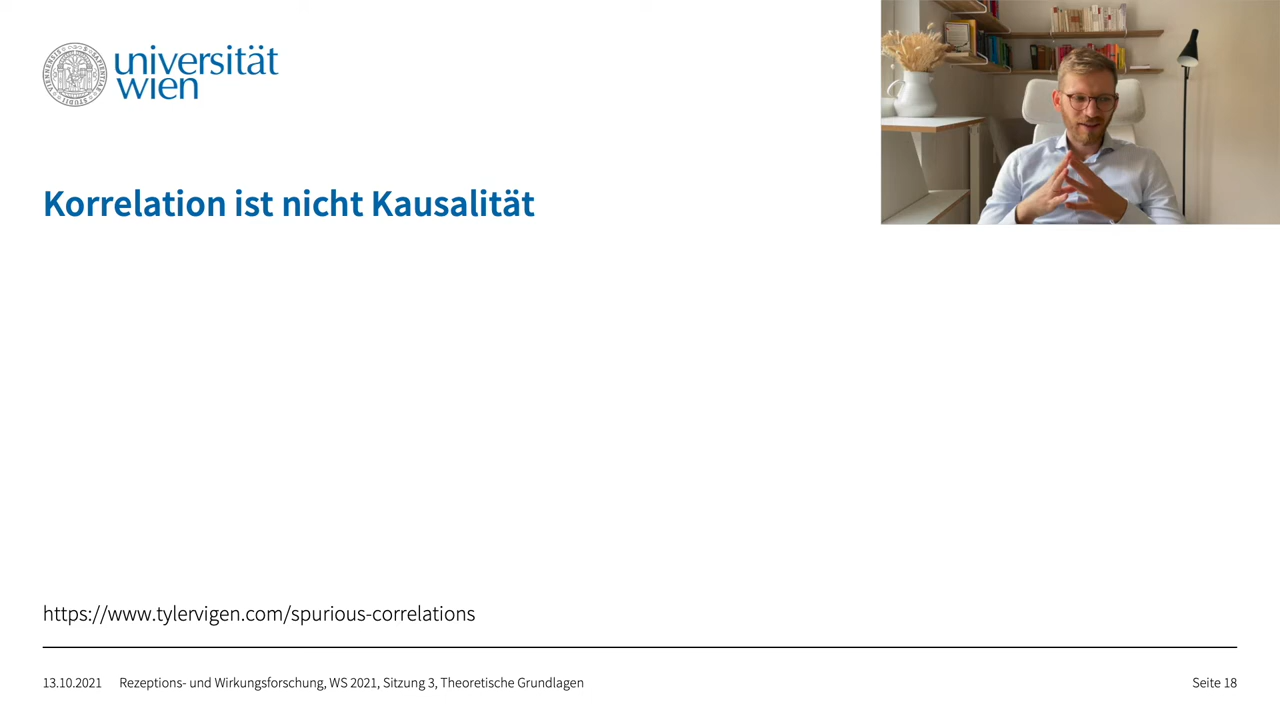 universität
wien
Korrelation ist nicht Kausalität
https://www.tylervigen.com/spurious-correlations
13.10.2021 Rezeptions- und Wirkungsforschung, WS 2021, Sitzung 3, Theoretische Grundlagen Seite 18